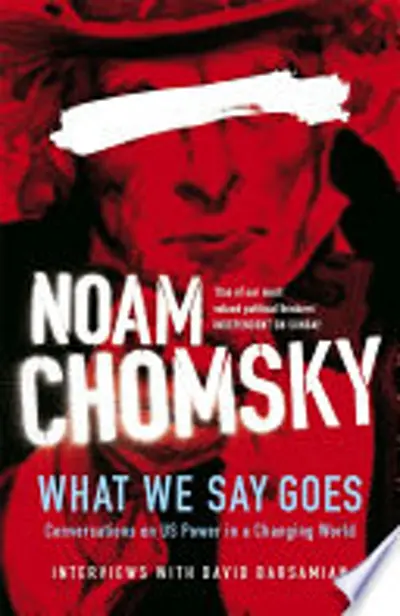 'One of our most
valued political thinkers'
INDEPENDENT ON SUNDAY
NOAM
CHOMSKY
WHAT WE SAY GOES
Conversations on US Power in a Changing World
INTERVIEWS WITH DAVID BARSAMIAN